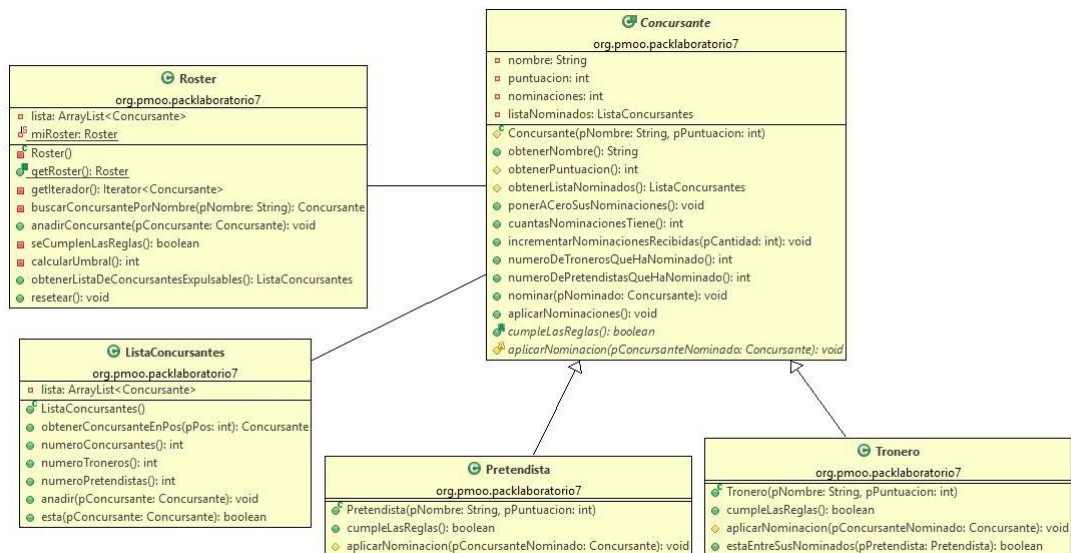 Concursante
org.pmoo.packlaboratorio7
nombre: String
puntuacion: int
nominaciones: int
listaNominados: ListaConcursantes
Concursante(pNombre: String, pPuntuacion: int)
obtenerNombre(): String
obtenerPuntuacion(): int
obtenerListaNominados(): ListaConcursantes
ponerACeroSusNominaciones(): void
cuantasNominacionesTiene(): int
incrementarNominacionesRecibidas(pCantidad: int): void
numeroDeTronerosQueHaNominado(): int
numeroDePretendistasQueHaNominado(): int
nominar(pNominado: Concursante): void
aplicarNominaciones(): void
cumpleLasReglas(): boolean
aplicarNominacion(pConcursanteNominado: Concursante): void
Roster
org.pmoo.packlaboratorio7
lista: ArrayList<Concursante>
miRoster: Roster
Roster()
getRoster(): Roster
getIterador(): Iterator<Concursante>
buscarConcursantePorNombre(pNombre: String): Concursante
anadirConcursante(pConcursante: Concursante): void
seCumplenLasReglas(): boolean
calcularUmbral(): int
obtenerListaDeConcursantesExpulsables(): ListaConcursantes
resetear(): void
ListaConcursantes
org.pmoo.packlaboratorio7
lista: ArrayList<Concursante>
ListaConcursantes()
obtenerConcursanteEnPos(pPos: int): Concursante
numeroConcursantes(): int
numeroTroneros(): int
numeroPretendistas(): int
anadir(pConcursante: Concursante): void
esta(pConcursante: Concursante): boolean
Pretendista
org.pmoo.packlaboratorio7
Pretendista(pNombre: String, pPuntuacion: int)
cumpleLasReglas(): boolean
aplicarNominacion(pConcursanteNominado: Concursante): void
Tronero
org.pmoo.packlaboratorio7
Tronero(pNombre: String, pPuntuacion: int)
cumpleLasReglas(): boolean
aplicarNominacion(pConcursanteNominado: Concursante): void
estaEntreSusNominados(pPretendista: Pretendista): boolean